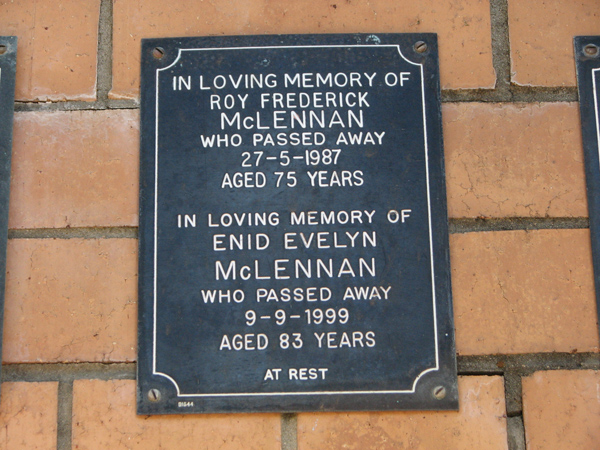 IN LOVING MEMORY OF
ROY FREDERICK
McLENNAN
WHO PASSED AWAY
27-5-1987
AGED 75 YEARS
IN LOVING MEMORY OF
ENID EVELYN
McLENNAN
WHO PASSED AWAY
9-9-1999
AGED 83 YEARS
AT REST